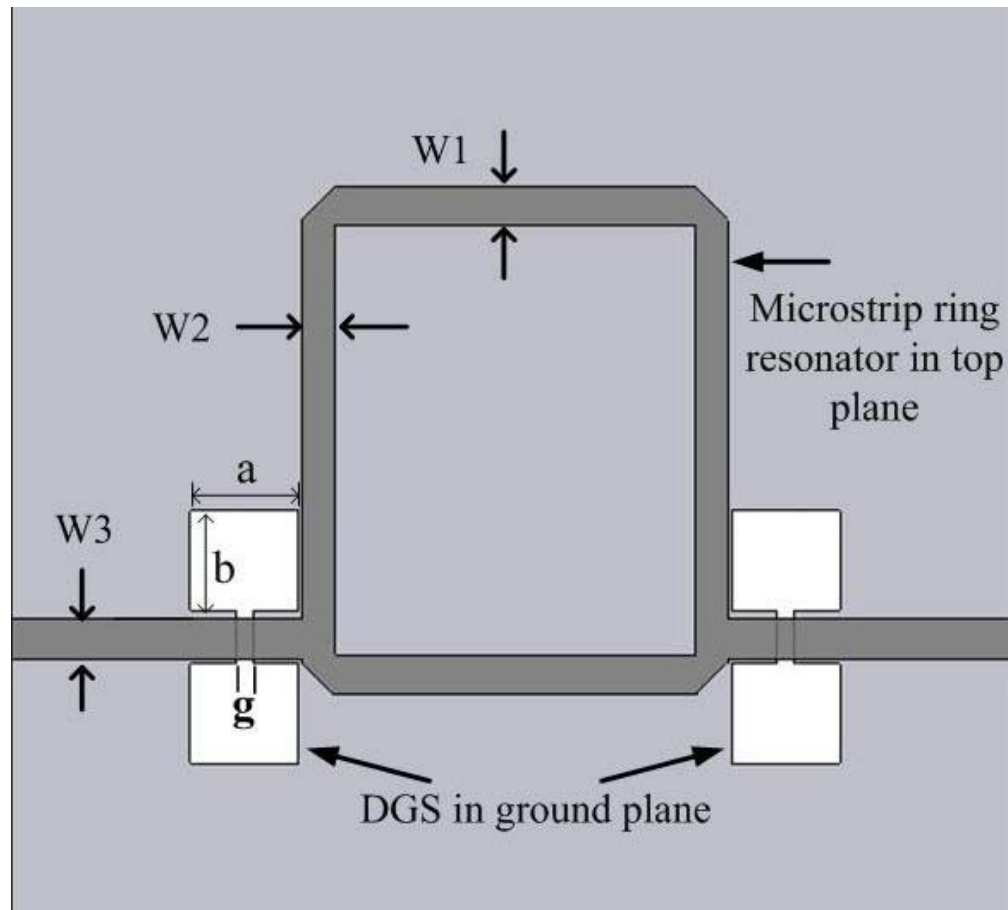 W1
W2
Microstrip ring
resonator in top
plane
a
W3
b
g
DGS in ground plane